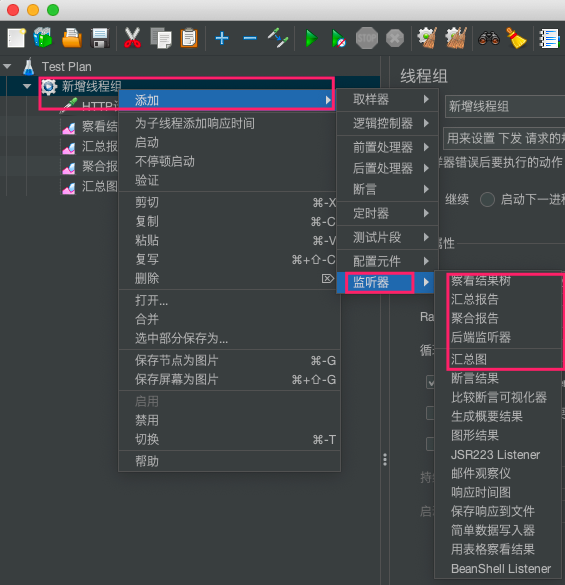 STOP
Test Plan
新增线程组
HTTP
察看结
汇总报
聚合报
汇总图
添加
为子线程添加响应时间
启动
不停顿启动
验证
剪切 ⌘-X
复制 ⌘-C
粘贴 ⌘-V
复写 ⌘+⇧-C
删除 ⌦
打开...
合并
选中部分保存为...
保存节点为图片 ⌘-G
保存屏幕为图片 ⌘+⇧-G
启用
禁用
切换 ⌘-T
帮助
取样器
逻辑控制器
前置处理器
后置处理器
断言
定时器
测试片段
配置元件
监听器
线程组
新增线程组
用来设置 下发 请求的规
样器错误后要执行的动作
继续 启动下一进程
属性
Ra
循
持
启
察看结果树
汇总报告
聚合报告
后端监听器
汇总图
断言结果
比较断言可视化器
生成概要结果
图形结果
JSR223 Listener
邮件观察仪
响应时间图
保存响应到文件
简单数据写入器
用表格察看结果
BeanShell Listener